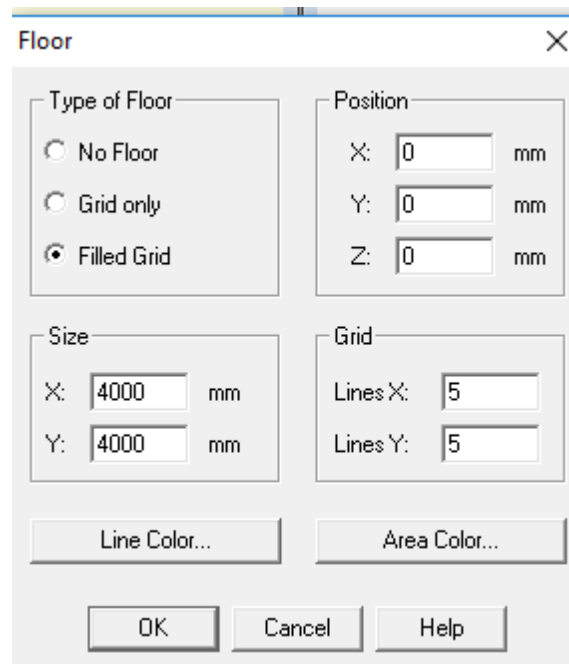 Floor
Type of Floor
No Floor
Grid only
Filled Grid
Position
X: 0 mm
Y: 0 mm
Z: 0 mm
Size
X: 4000 mm
Y: 4000 mm
Grid
Lines X: 5
Lines Y: 5
Line Color... Area Color...
OK Cancel Help